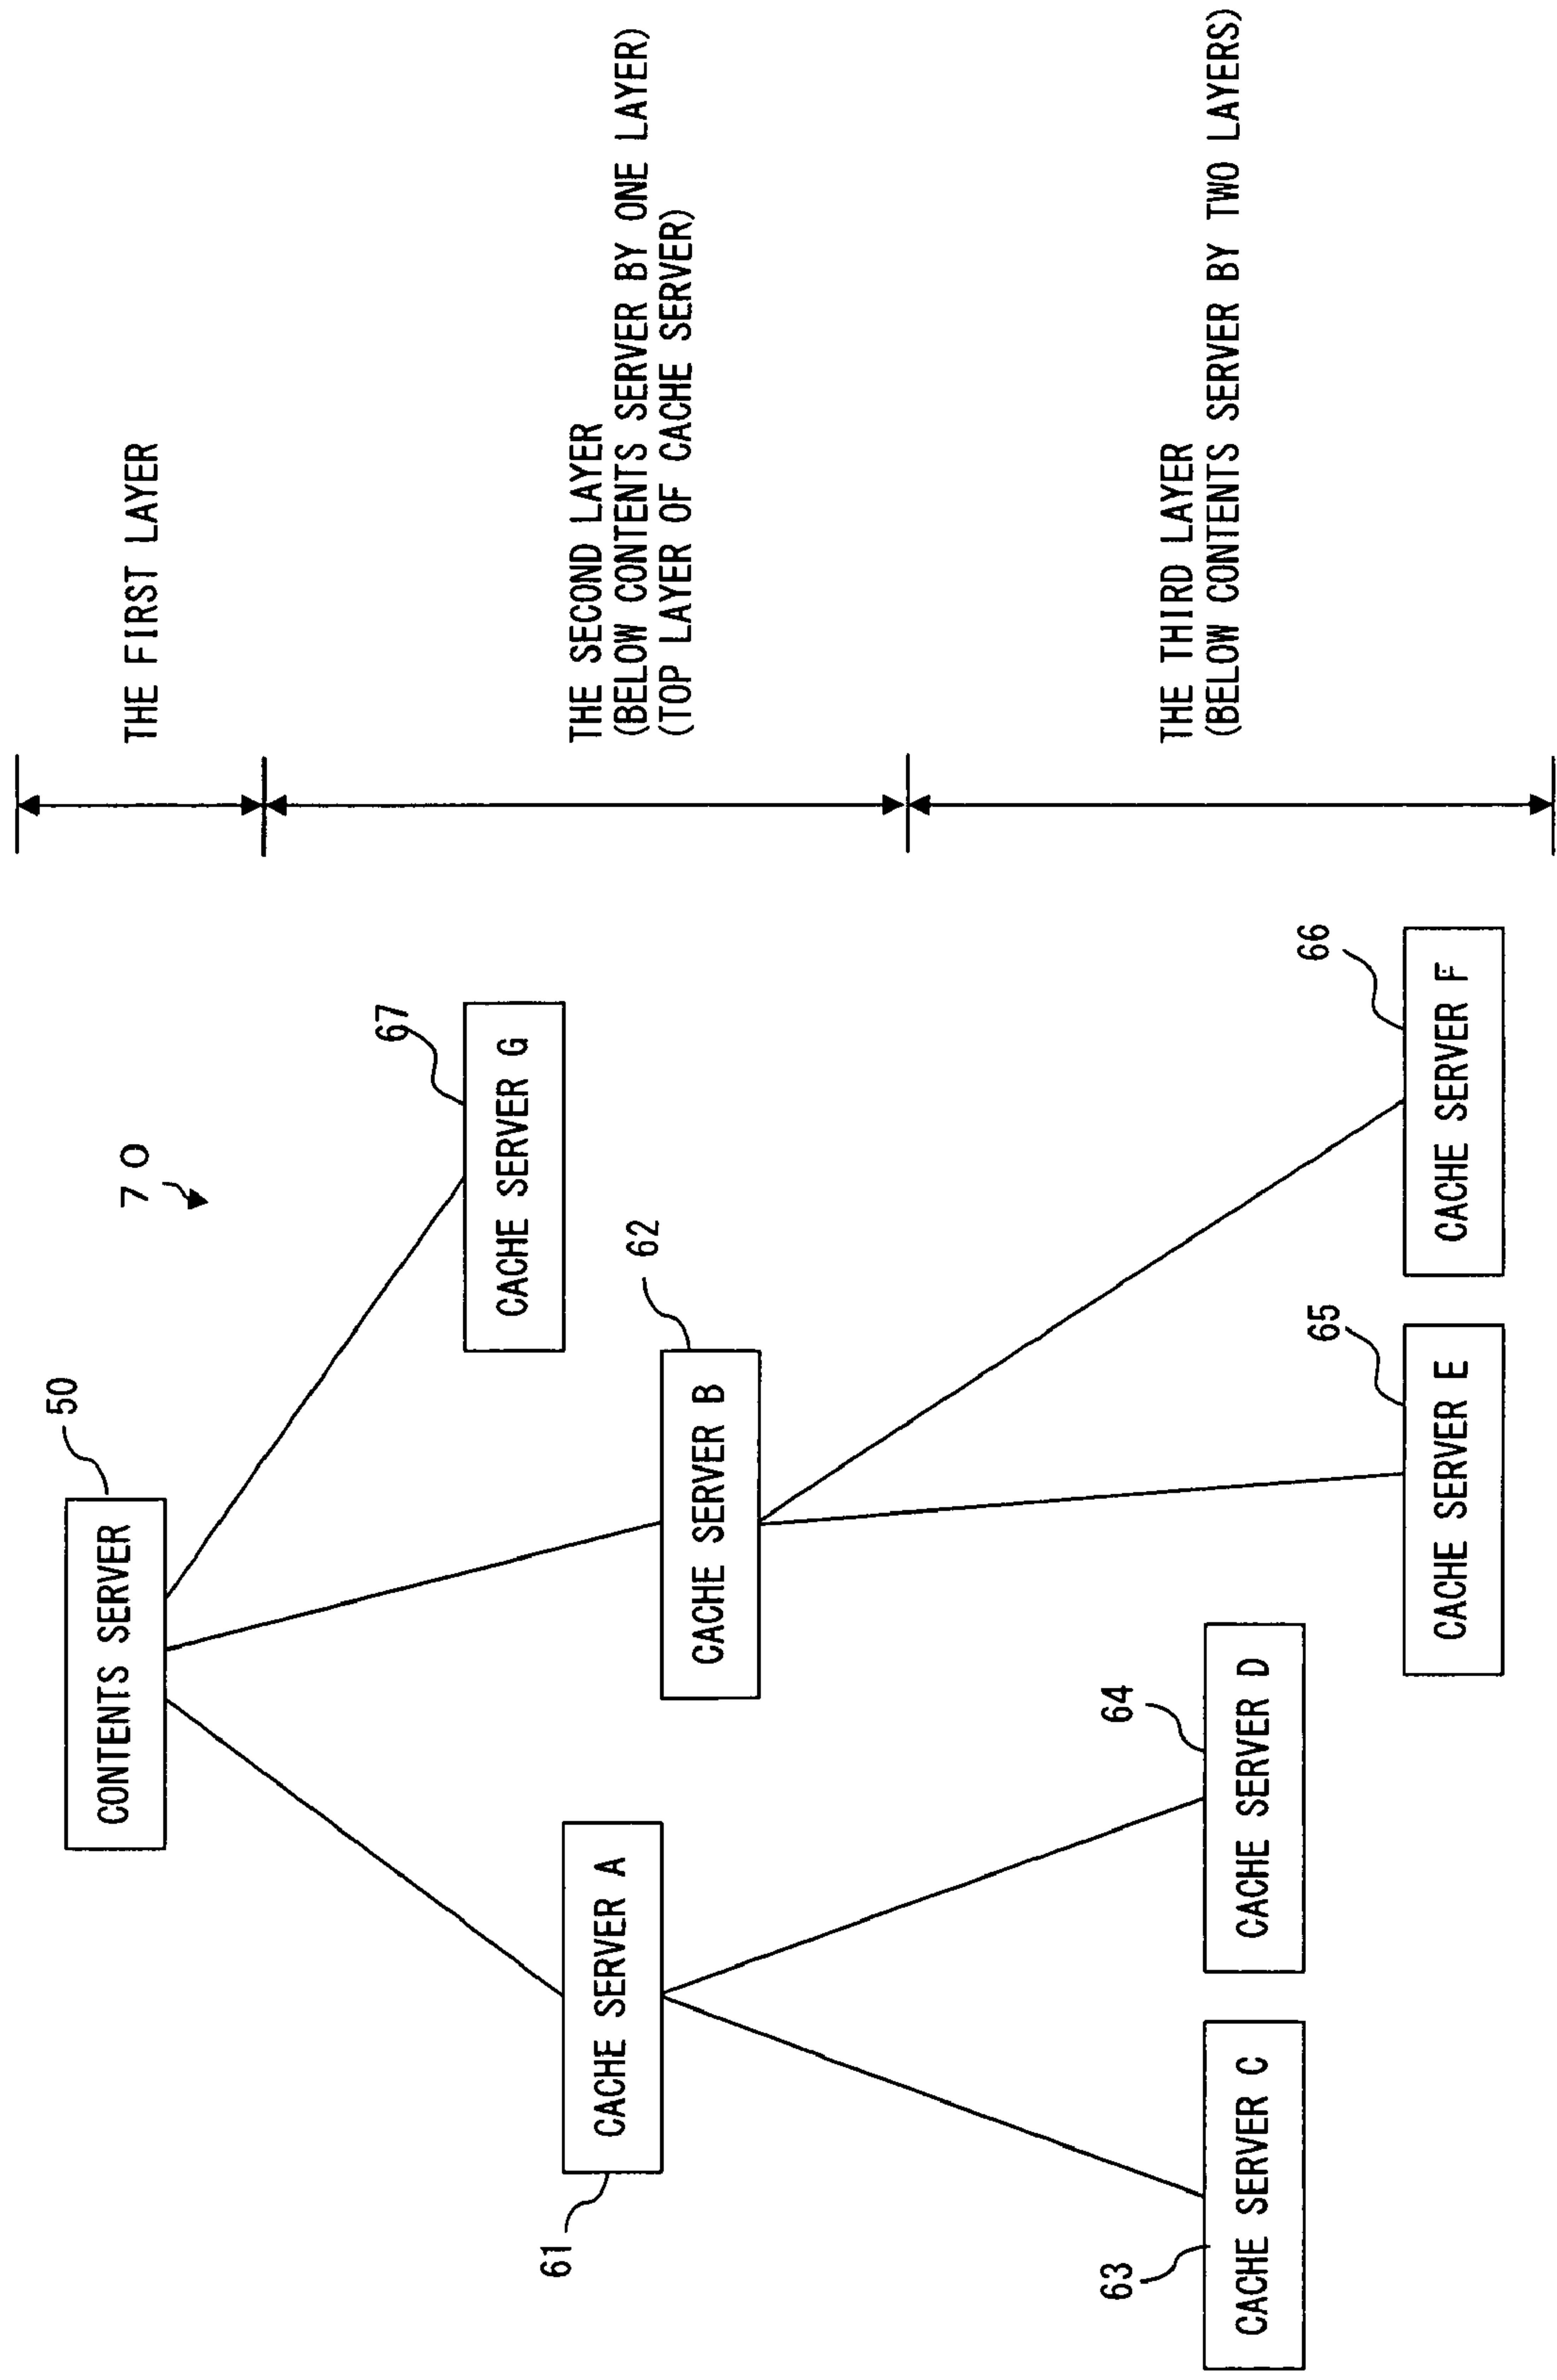 70
50
CONTENTS SERVER
THE FIRST LAYER
67
CACHE SERVER G
61
CACHE SERVER A
62
CACHE SERVER B
THE SECOND LAYER
(BELOW CONTENTS SERVER BY ONE LAYER)
(TOP LAYER OF CACHE SERVER)
63
CACHE SERVER C
64
CACHE SERVER D
65
CACHE SERVER E
66
CACHE SERVER F
THE THIRD LAYER
(BELOW CONTENTS SERVER BY TWO LAYERS)